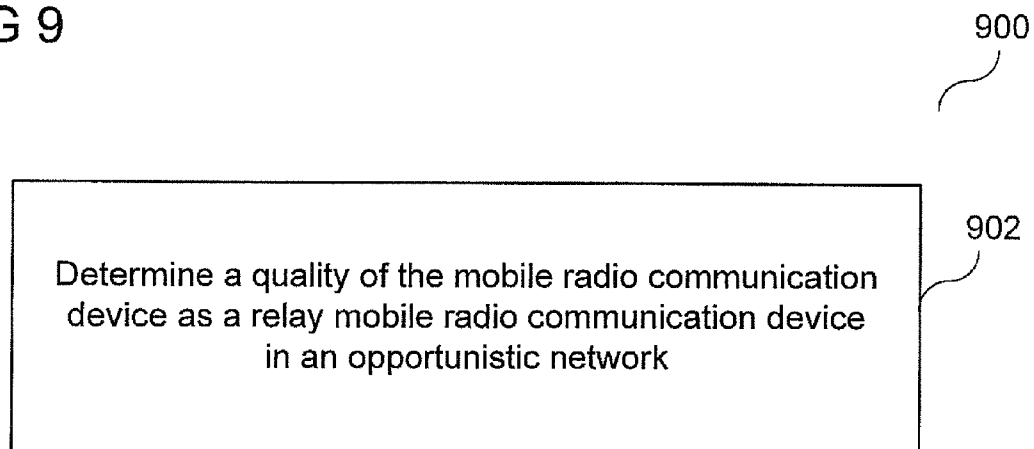 G 9
900
902
Determine a quality of the mobile radio communication
device as a relay mobile radio communication device
in an opportunistic network